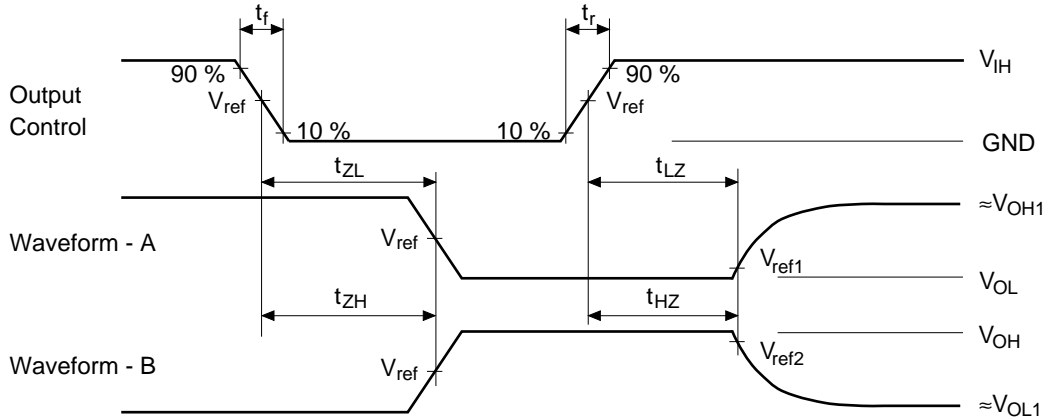 tf
tr
90 %
90 %
VIH
Output
Control
Vref
Vref
10 %
10 %
GND
tZL
tLZ
≈VOH1
Waveform - A
Vref
Vref1
VOL
tZH
tHZ
VOH
Waveform - B
Vref
Vref2
≈VOL1